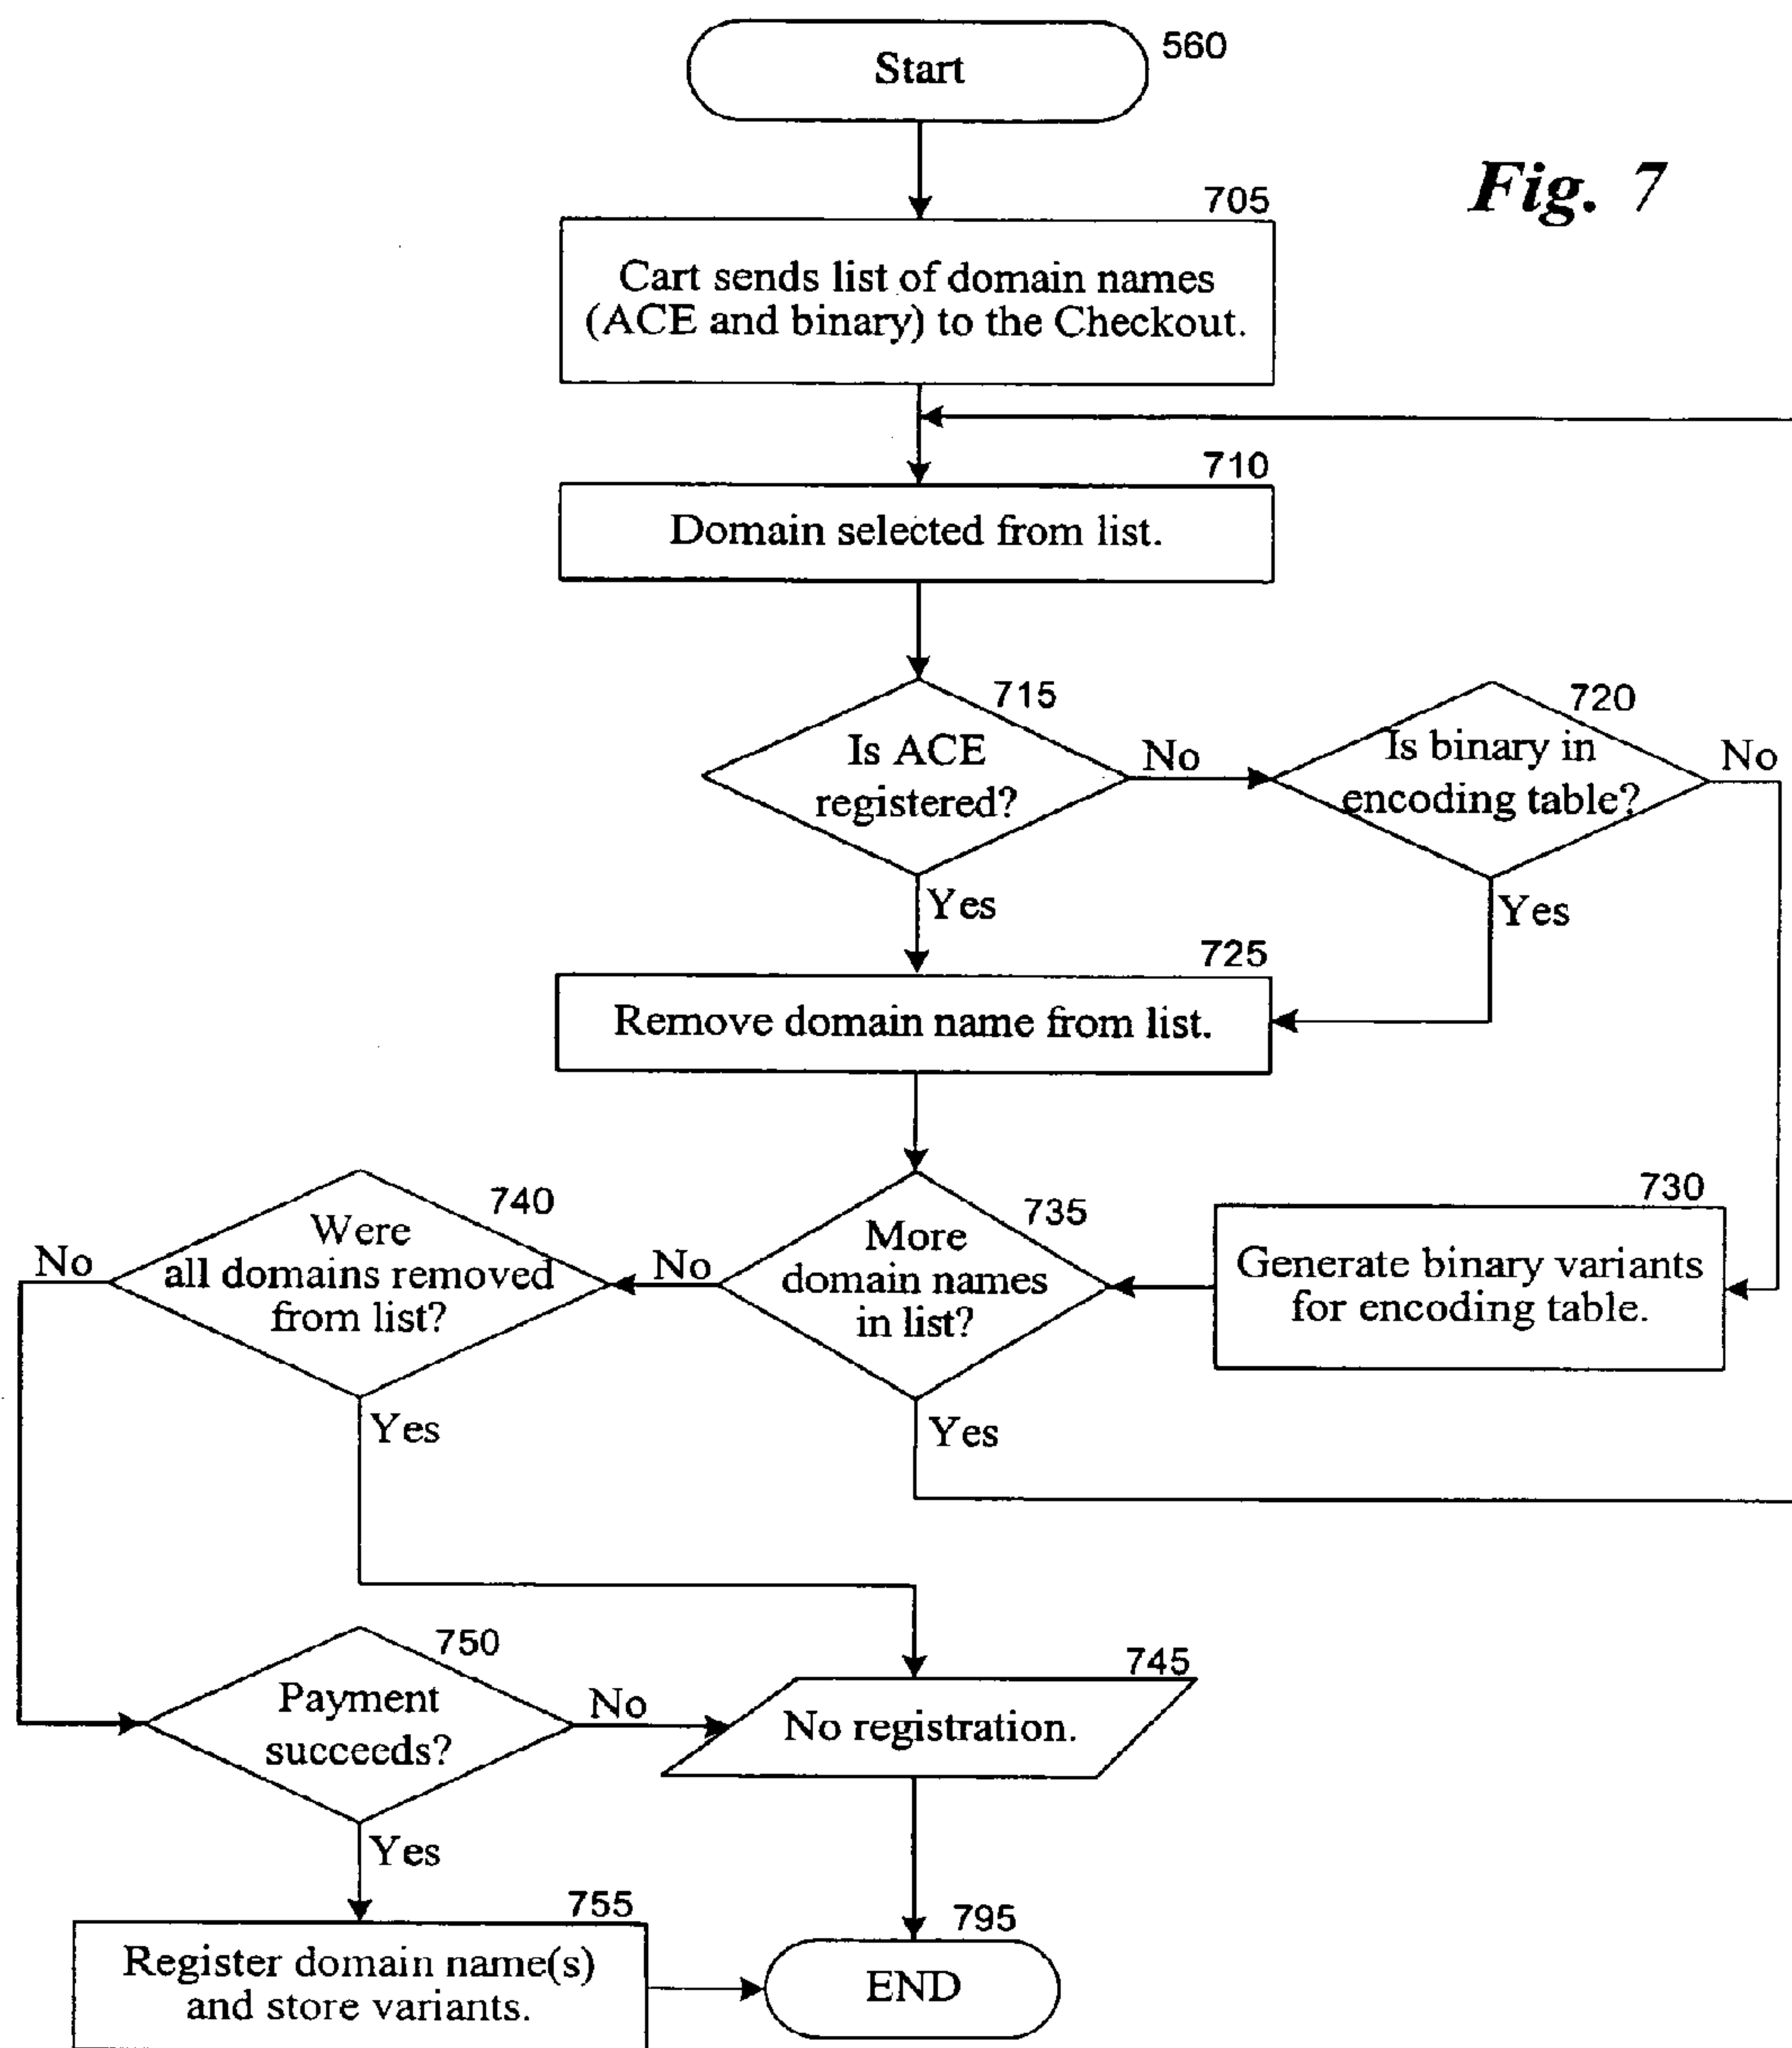 Start
560
Fig. 7
705
Cart sends list of domain names
(ACE and binary) to the Checkout.
710
Domain selected from list.
715
Is ACE
registered?
No
720
Is binary in
encoding table?
No
Yes
Yes
725
Remove domain name from list.
740
Were
all domains removed
from list?
No
No
735
More
domain names
in list?
730
Generate binary variants
for encoding table.
Yes
Yes
750
Payment
succeeds?
No
745
No registration.
Yes
755
Register domain name(s)
and store variants.
795
END